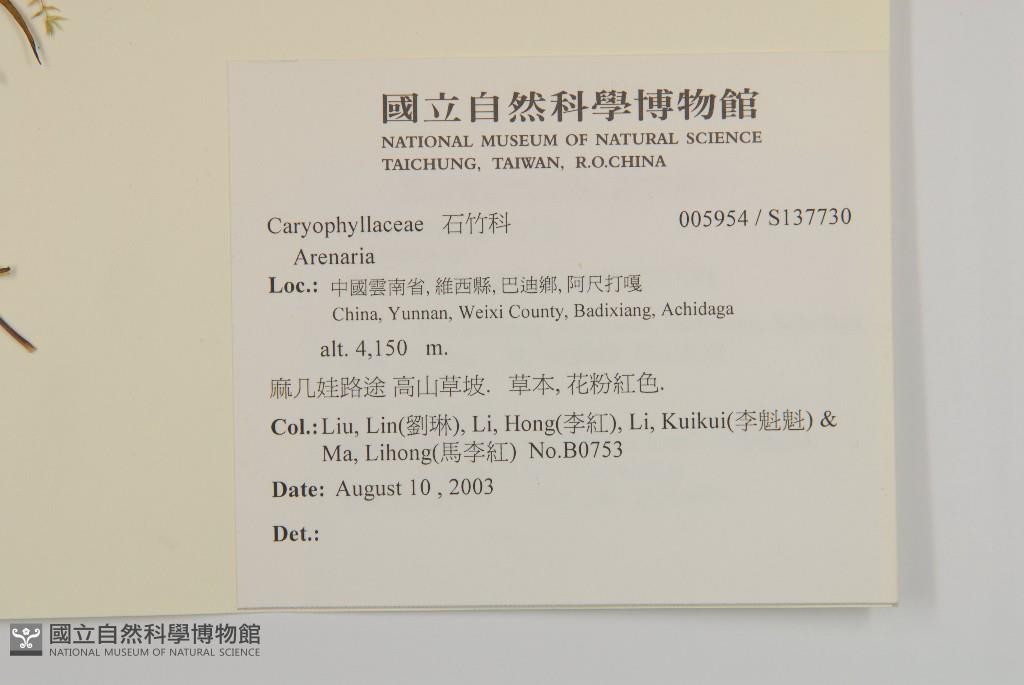 國立自然科學博物館
NATIONAL MUSEUM OF NATURAL SCIENCE
TAICHUNG, TAIWAN, R.O.CHINA
Caryophyllaceae 石竹科 005954 / S137730
Arenaria
Loc.: 中國雲南省, 維西縣, 巴迪鄉, 阿尺打嘎
China, Yunnan, Weixi County, Badixiang, Achidaga
alt. 4,150 m.
麻几娃路途 高山草坡. 草本, 花粉紅色.
Col.: Liu, Lin(劉琳), Li, Hong(李紅), Li, Kuikui(李魁魁) &
Ma, Lihong(馬李紅) No.B0753
Date: August 10 , 2003
Det.:
國立自然科學博物館
NATIONAL MUSEUM OF NATURAL SCIENCE